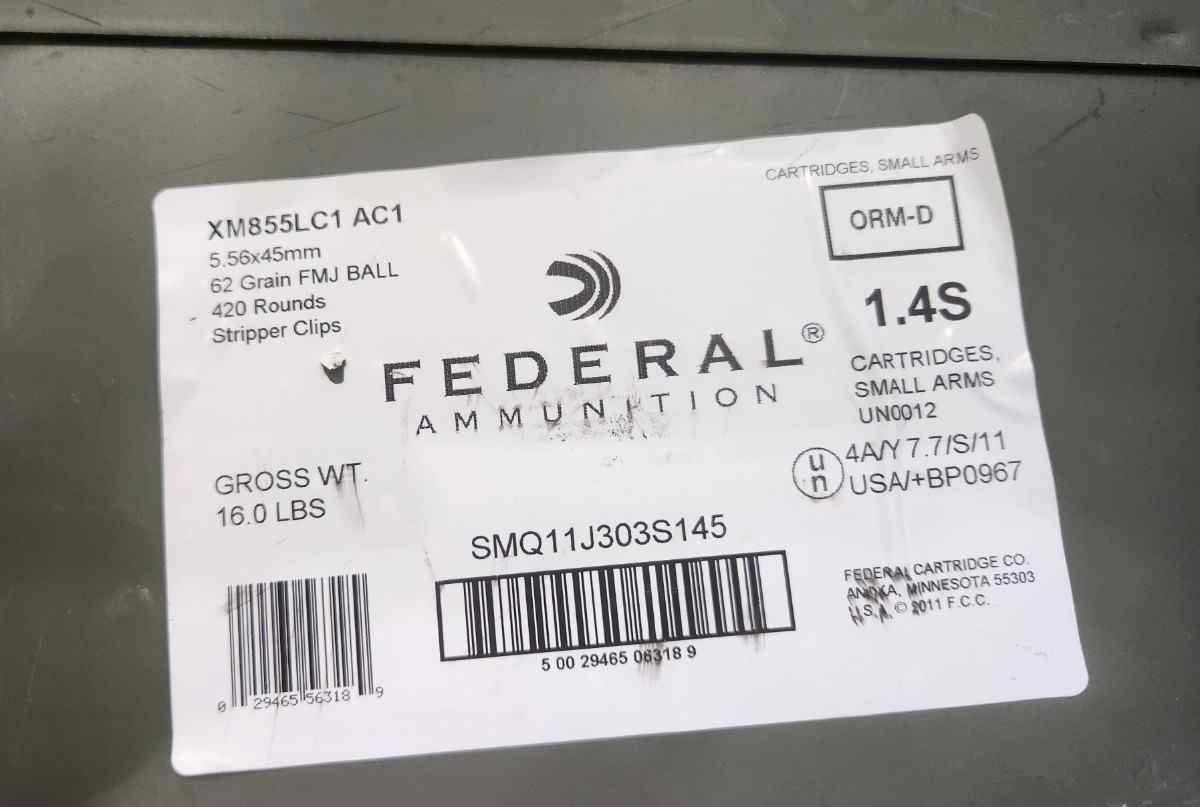 XM855LC1 AC1
5.56x45mm
62 Grain FMJ BALL
420 Rounds
Stripper Clips
CARTRIDGES, SMALL ARMS
ORM-D
1.4S
CARTRIDGES,
SMALL ARMS
UN0012
FEDERAL®
AMMUNITION
un
4A/Y 7.7/S/11
USA/+BP0967
GROSS WT.
16.0 LBS
SMQ11J303S145
5 00 29465 06318 9
0 29465 56318 9
FEDERAL CARTRIDGE CO.
ANOKA, MINNESOTA 55303
U.S.A. © 2011 F.C.C.